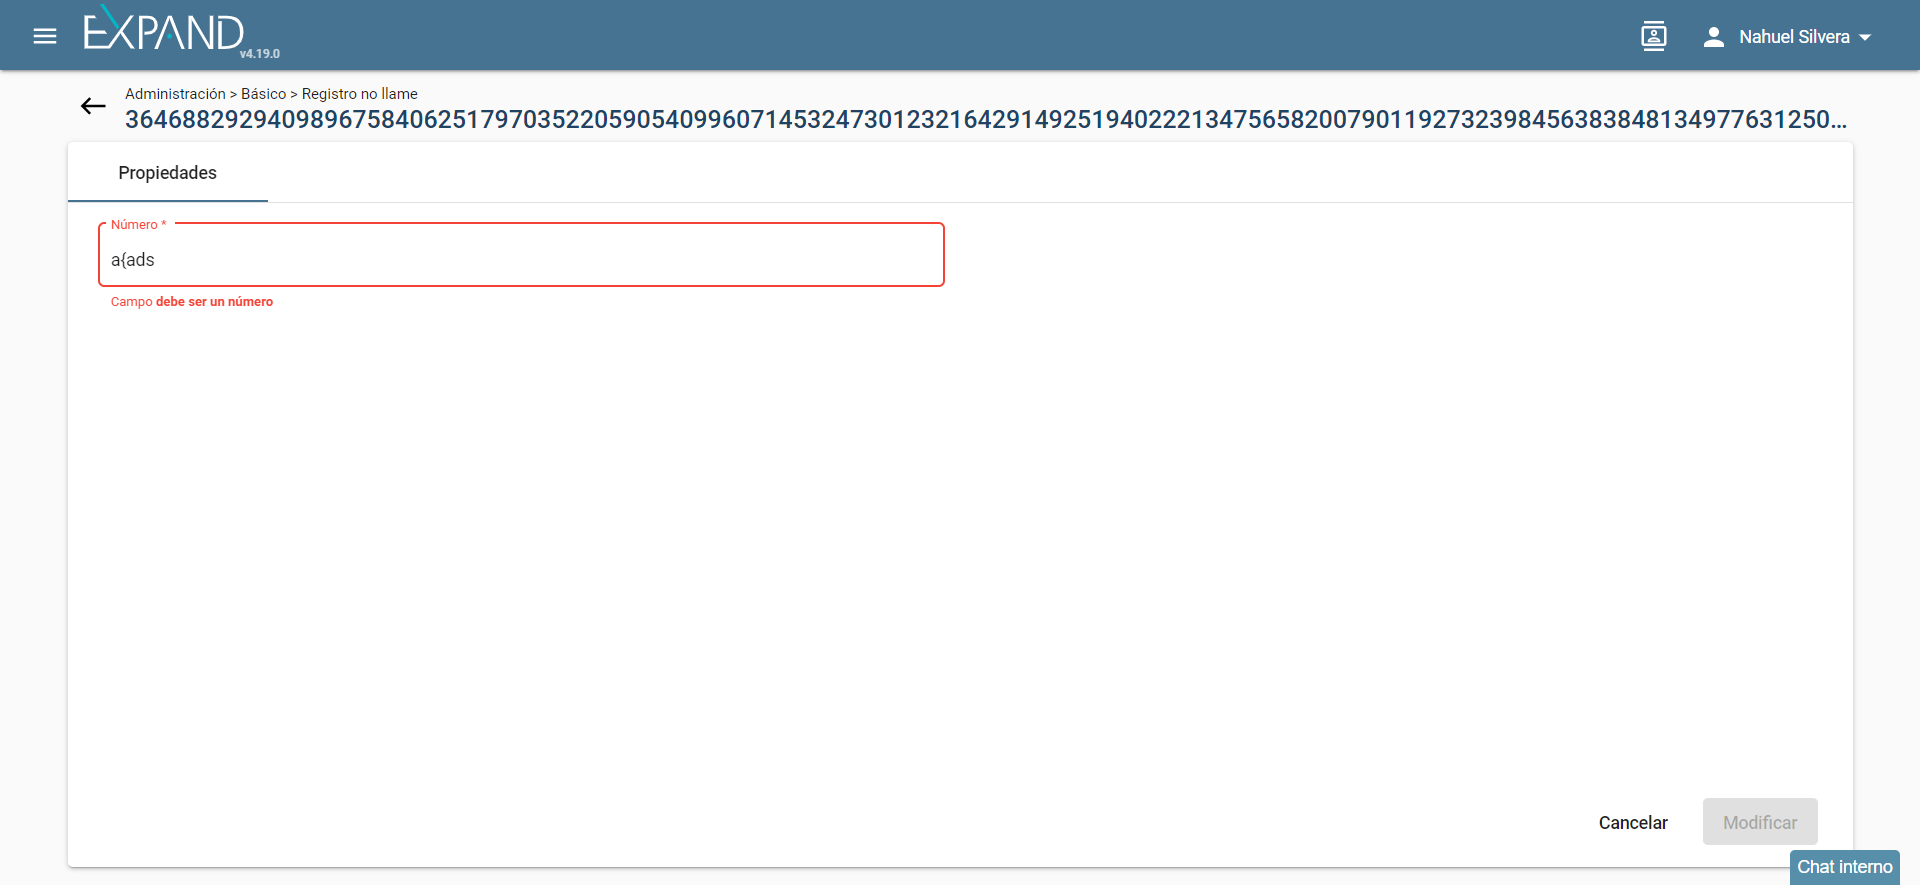 EXPAND
v4.19.0
Nahuel Silvera
Administración > Básico > Registro no llame
364688292940989675840625179703522059054099607145324730123216429149251940222134756582007901192732398456383848134977631250...
Propiedades
Número *
a{ads
Campo debe ser un número
Cancelar
Modificar
Chat interno